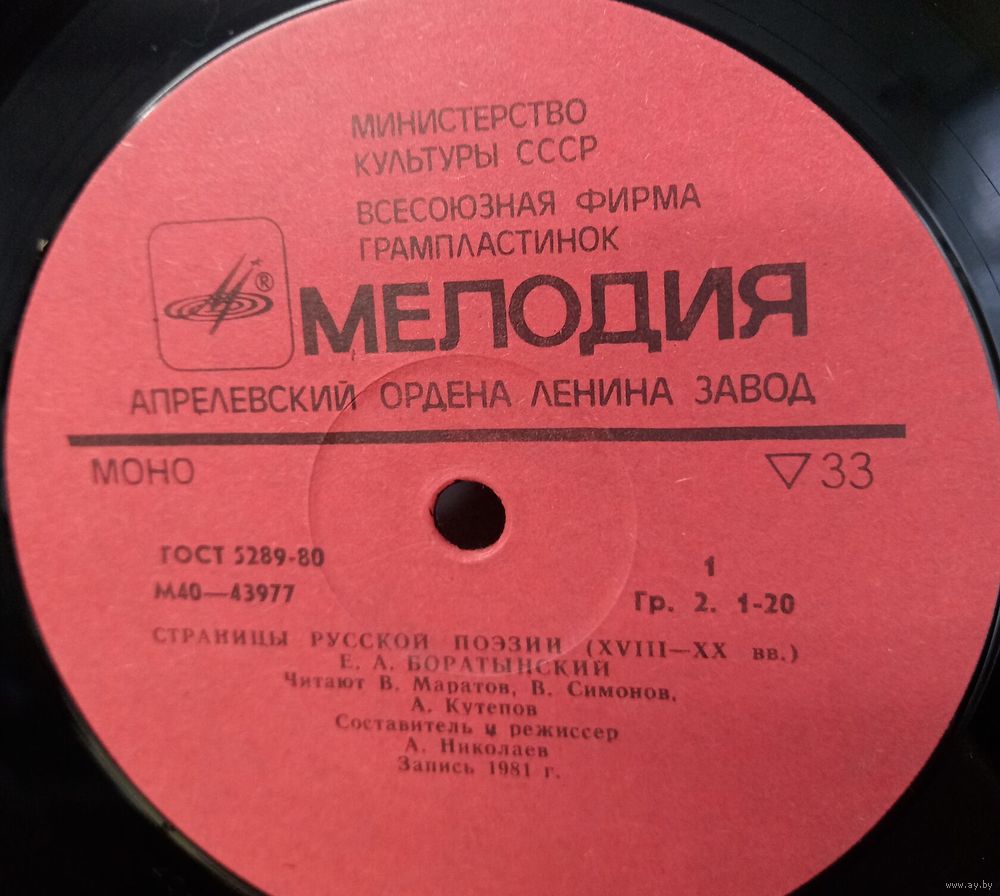 МИНИСТЕРСТВО
КУЛЬТУРЫ СССР
ВСЕСОЮЗНАЯ ФИРМА
ГРАМПЛАСТИНОК
®
МЕЛОДИЯ
АПРЕЛЕВСКИЙ ОРДЕНА ЛЕНИНА ЗАВОД
МОНО
▽33
ГОСТ 5289-80
М40—43977
1
Гр. 2. 1-20
СТРАНИЦЫ РУССКОЙ ПОЭЗИИ (XVIII—XX вв.)
Е. А. БОРАТЫНСКИЙ
Читают В. Маратов, В. Симонов,
А. Кутепов
Составитель и режиссер
А. Николаев
Запись 1981 г.
www.ay.by